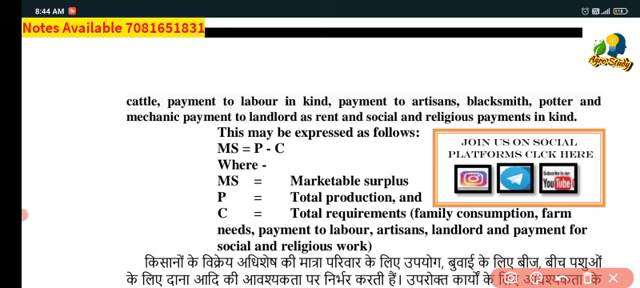 8:44 AM
Notes Available 7081651831
Agro Study
cattle, payment to labour in kind, payment to artisans, blacksmith, potter and
mechanic payment to landlord as rent and social and religious payments in kind.
This may be expressed as follows:
MS = P - C
Where -
MS = Marketable surplus
P = Total production, and
C = Total requirements (family consumption, farm
needs, payment to labour, artisans, landlord and payment for
social and religious work)
JOIN US ON SOCIAL
PLATFORMS CLCK HERE
You Tube
किसानों के विक्रेय अधिशेष की मात्रा परिवार के लिए उपयोग, बुवाई के लिए बीज, बीच पशुओं
के लिए दाना आदि की आवश्यकता पर निर्भर करती हैं। उपरोक्त कार्यों के लिए आवश्यकता के